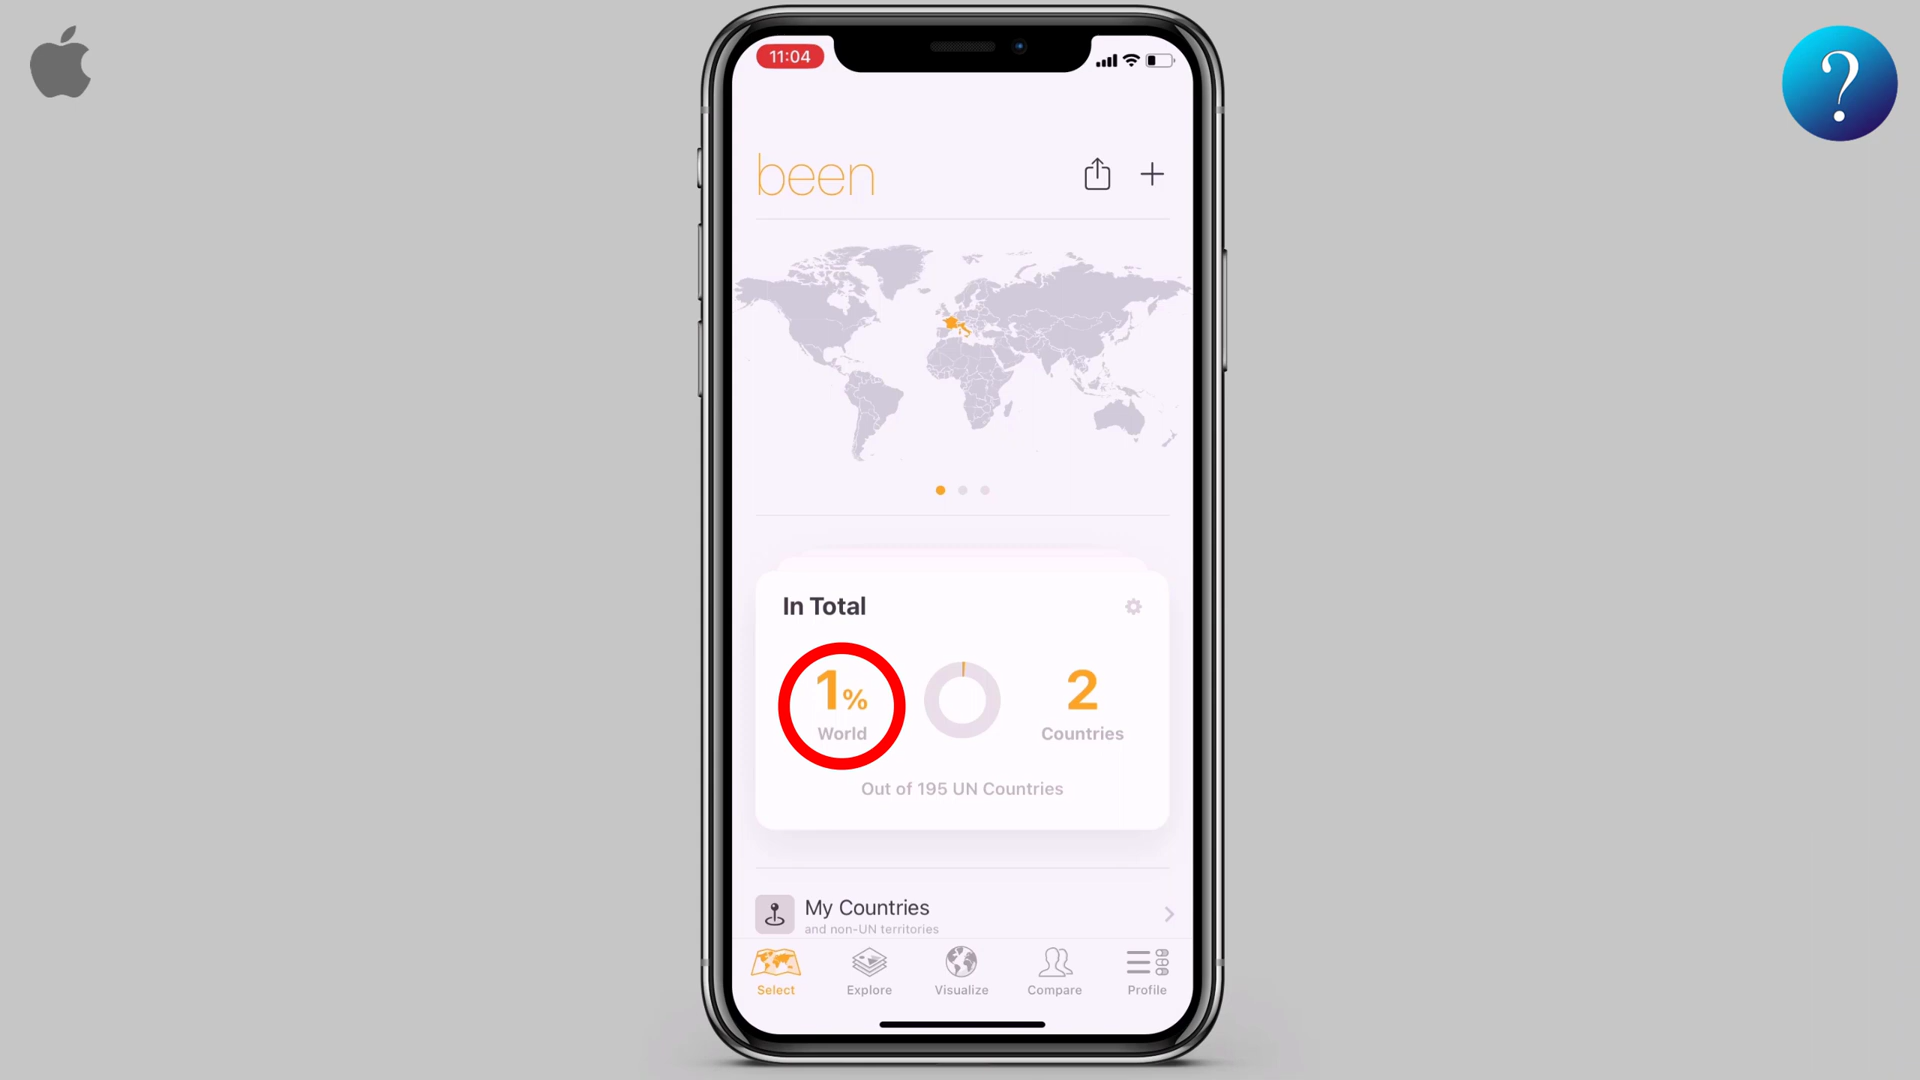 11:04
?
been
In Total
1%
World
2
Countries
Out of 195 UN Countries
My Countries
and non-UN territories
Select
Explore
Visualize
Compare
Profile